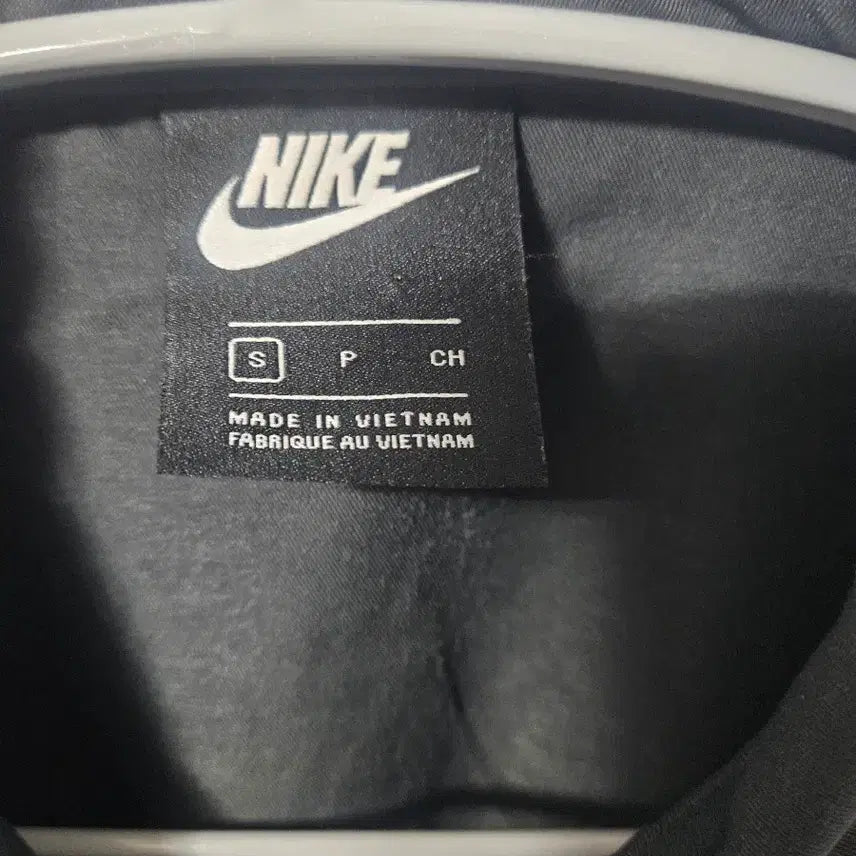 NIKE
S P CH
MADE IN VIETNAM
FABRIQUE AU VIETNAM